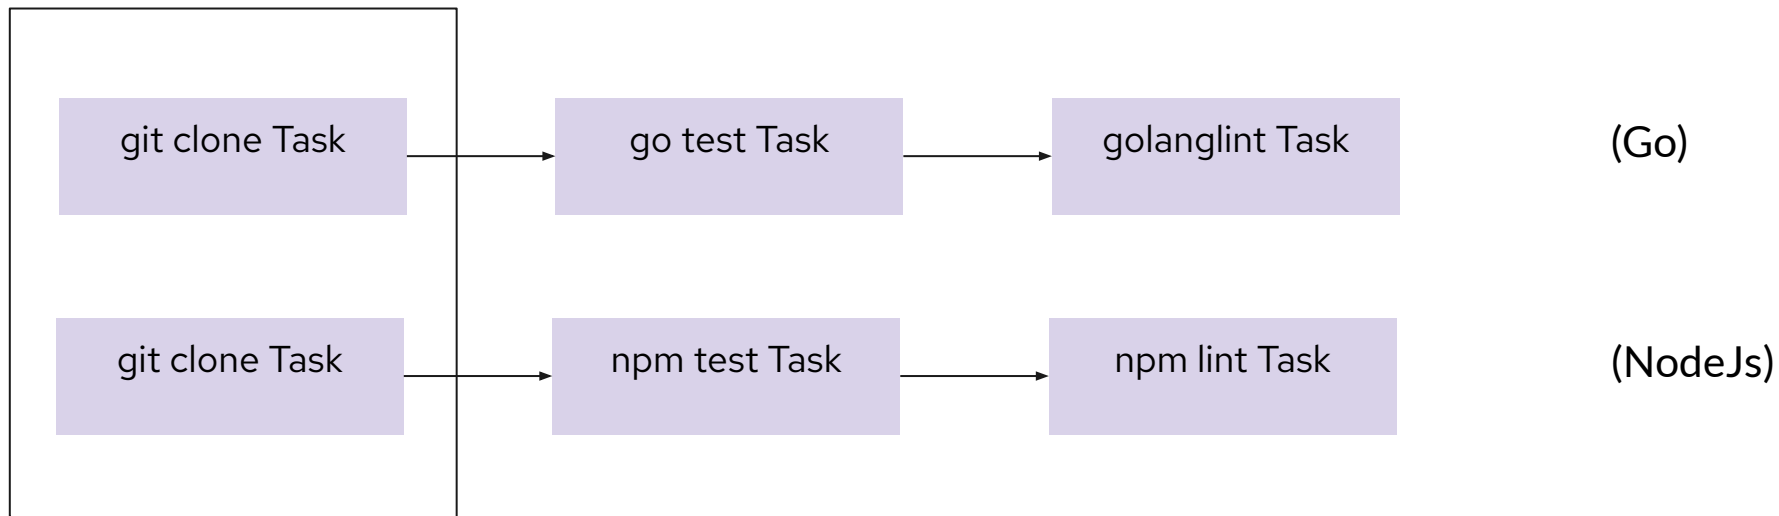 git clone Task
go test Task
golanglint Task
(Go)
git clone Task
npm test Task
npm lint Task
(NodeJs)